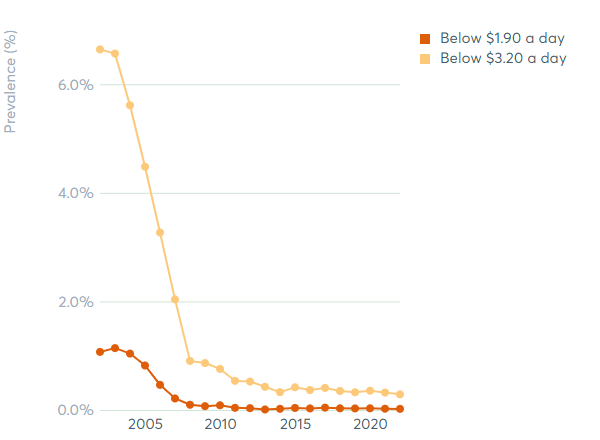 Prevalence (%)
Below $1.90 a day
Below $3.20 a day
6.0%
4.0%
2.0%
0.0%
2005 2010 2015 2020